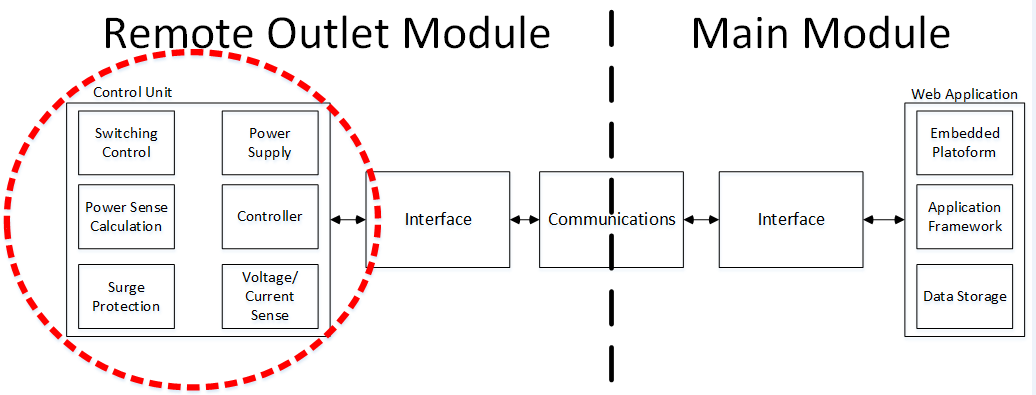 Remote Outlet Module
Main Module
Control Unit
Switching
Control
Power
Supply
Power Sense
Calculation
Controller
Surge
Protection
Voltage/
Current
Sense
Interface
Communications
Interface
Web Application
Embedded
Platoform
Application
Framework
Data Storage